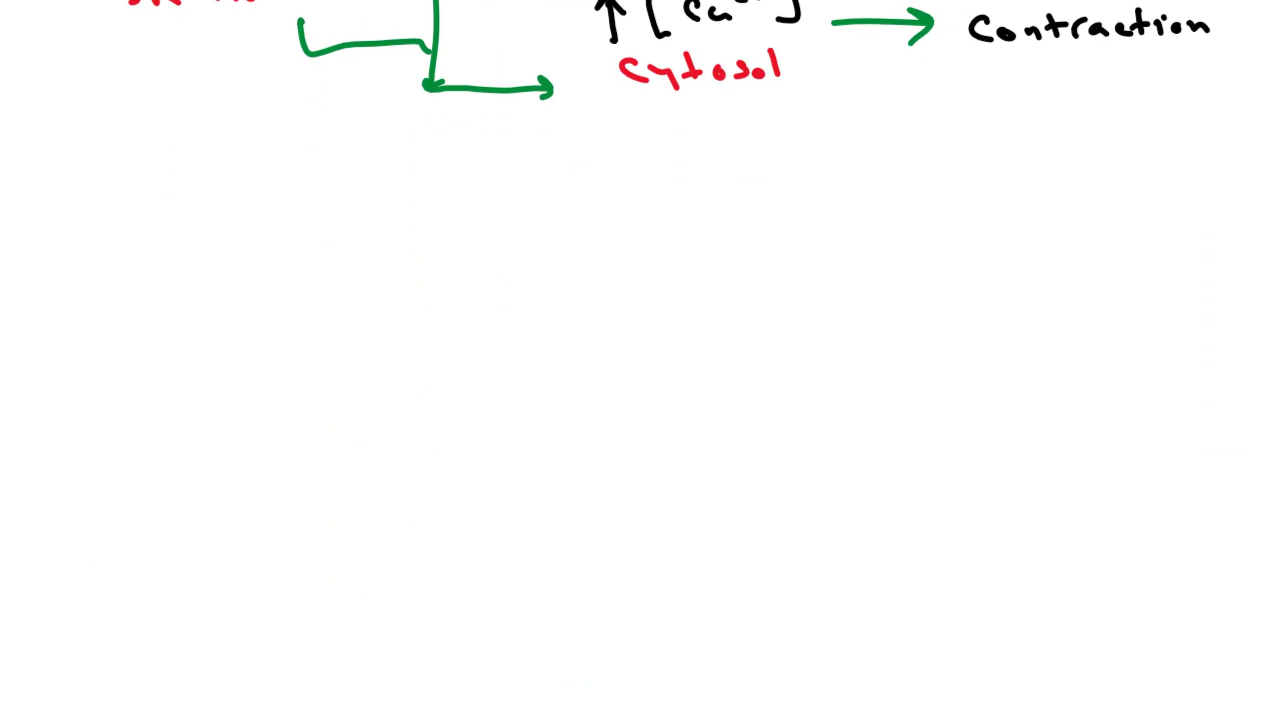 ↑ [Ca²⁺] → Contraction
Cytosol